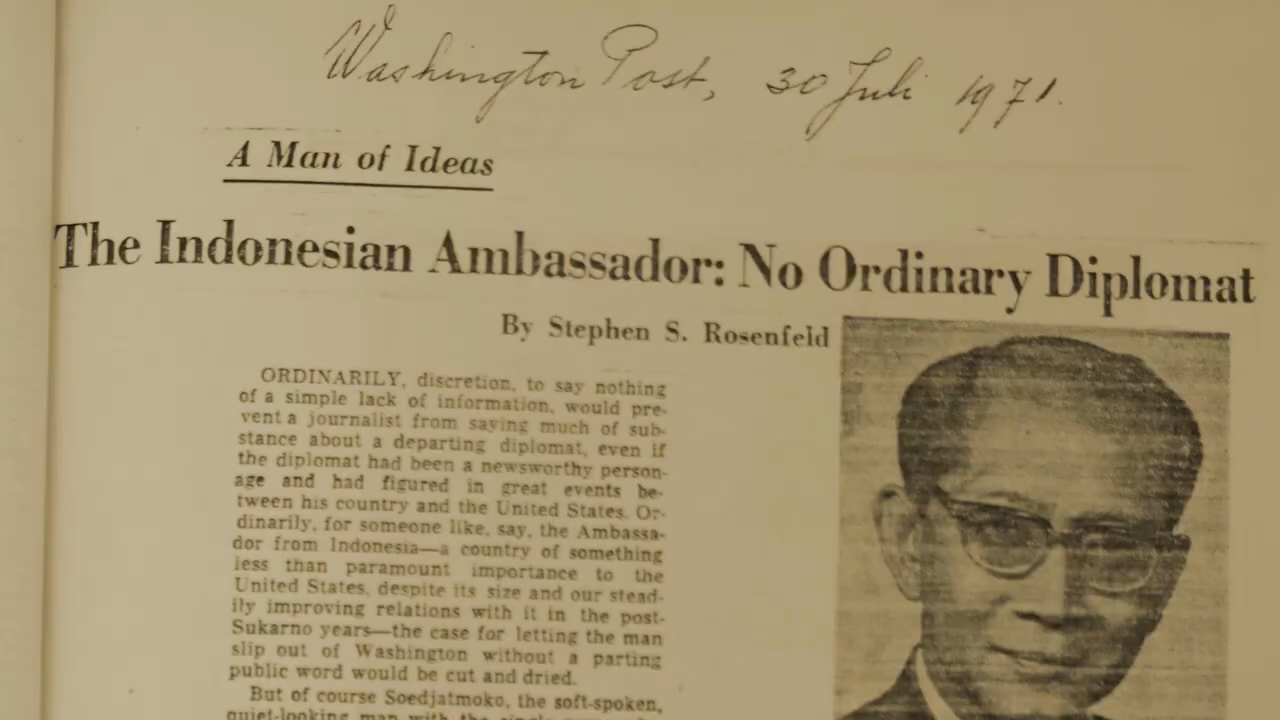 Washington Post, 30 Juli 1971.
A Man of Ideas
The Indonesian Ambassador: No Ordinary Diplomat
By Stephen S. Rosenfeld
ORDINARILY, discretion, to say nothing
of a simple lack of information, would pre-
vent a journalist from saying much of sub-
stance about a departing diplomat, even if
the diplomat had been a newsworthy person-
age and had figured in great events be-
tween his country and the United States. Or-
dinarily, for someone like, say, the Ambassa-
dor from Indonesia—a country of something
less than paramount importance to the
United States, despite its size and our stead-
ily improving relations with it in the post-
Sukarno years—the case for letting the man
slip out of Washington without a parting
public word would be cut and dried.
But of course Soedjatmoko, the soft-spoken,
quiet-looking man with the single